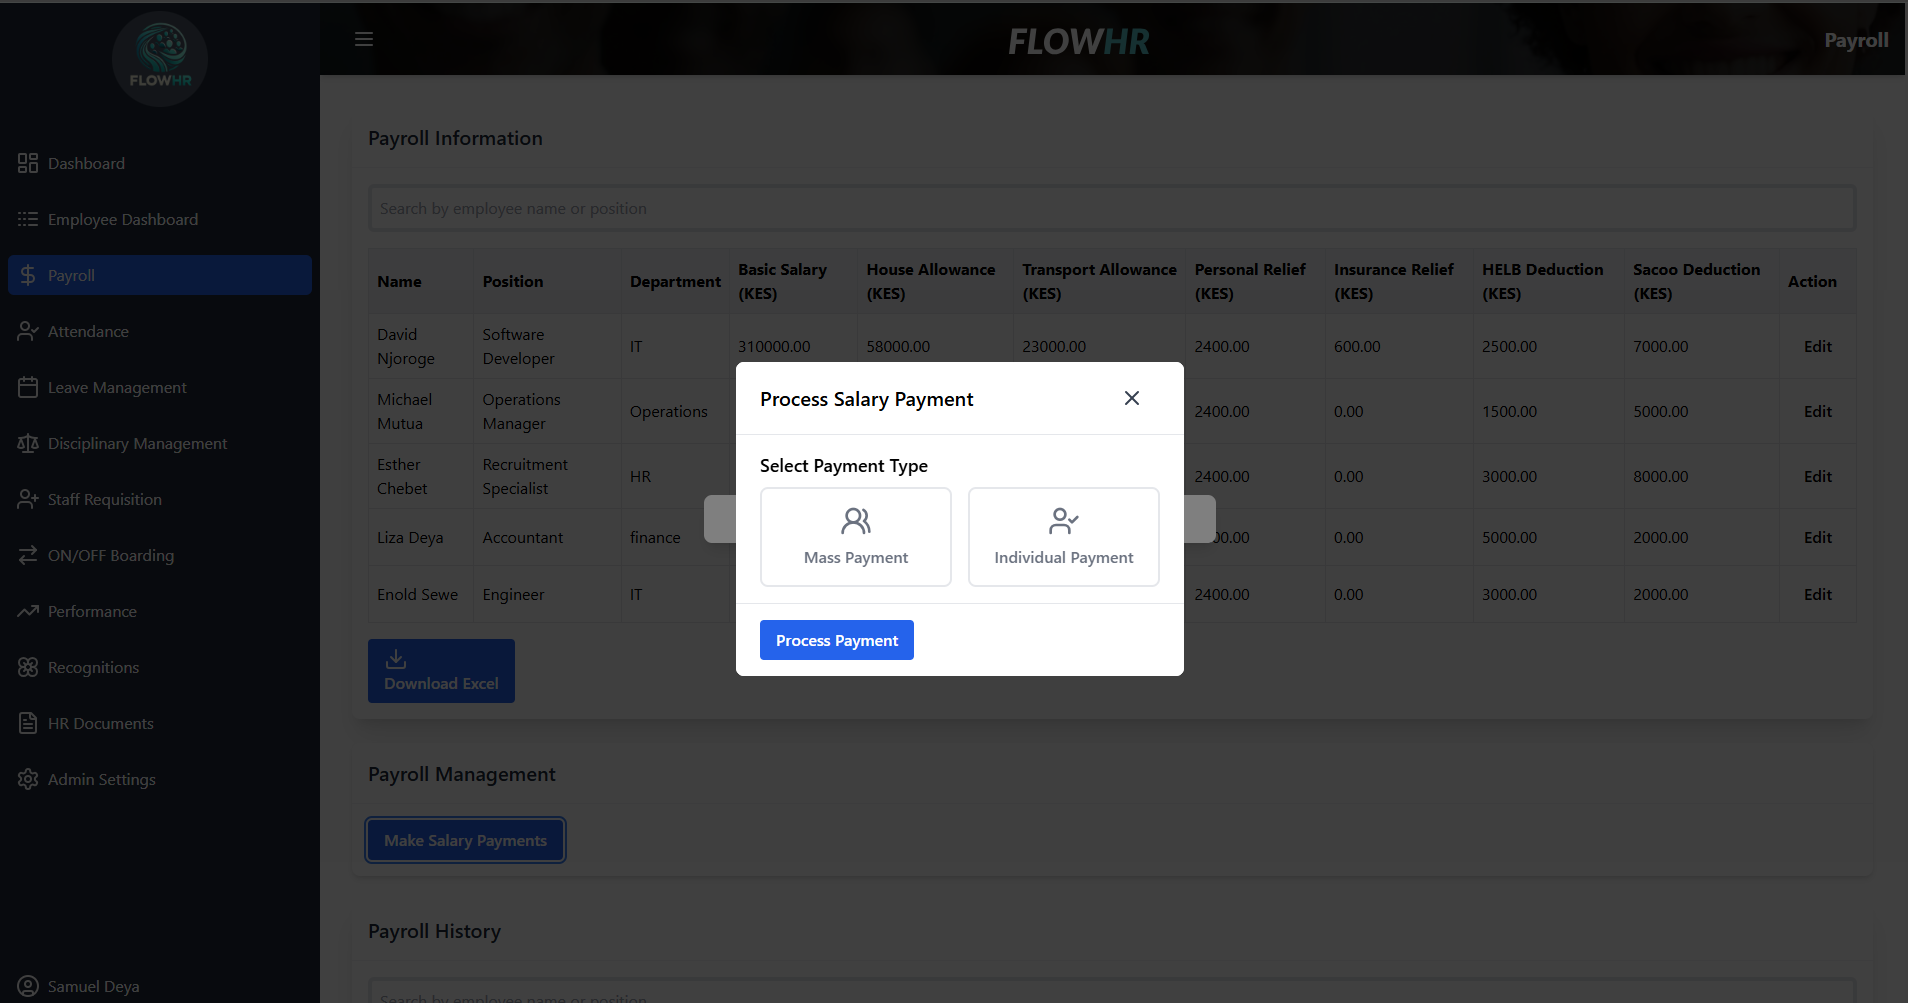 FLOWHR
FLOWHR
Payroll
Dashboard
Employee Dashboard
Payroll
Attendance
Leave Management
Disciplinary Management
Staff Requisition
ON/OFF Boarding
Performance
Recognitions
HR Documents
Admin Settings
Samuel Deya
Payroll Information
Search by employee name or position
Name Position Department Basic Salary (KES) House Allowance (KES) Transport Allowance (KES) Personal Relief (KES) Insurance Relief (KES) HELB Deduction (KES) Sacoo Deduction (KES) Action
David Njoroge Software Developer IT 310000.00 58000.00 23000.00 2400.00 600.00 2500.00 7000.00 Edit
Michael Mutua Operations Manager Operations 2400.00 0.00 1500.00 5000.00 Edit
Esther Chebet Recruitment Specialist HR 2400.00 0.00 3000.00 8000.00 Edit
Liza Deya Accountant finance 00.00 0.00 5000.00 2000.00 Edit
Enold Sewe Engineer IT 2400.00 0.00 3000.00 2000.00 Edit
Download Excel
Process Salary Payment
Select Payment Type
Mass Payment
Individual Payment
Process Payment
Payroll Management
Make Salary Payments
Payroll History
Search by employee name or position